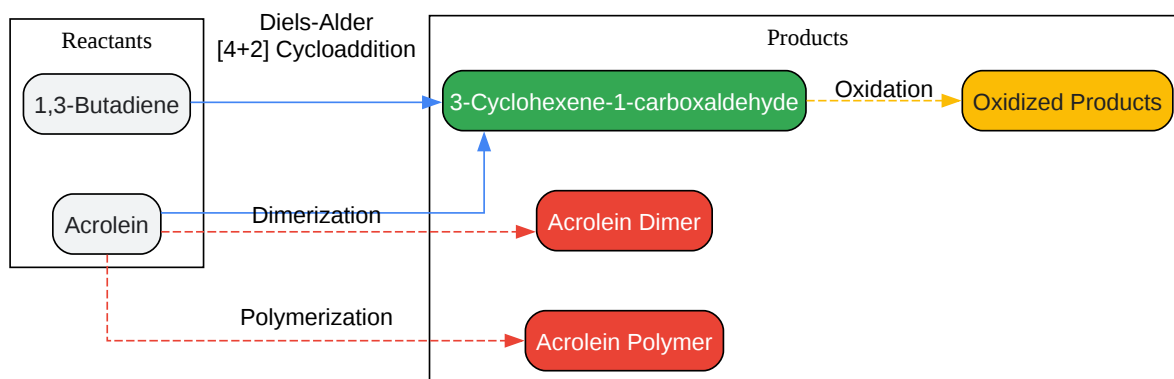 Diels-Alder
[4+2] Cycloaddition
Reactants
Products
1,3-Butadiene
3-Cyclohexene-1-carboxaldehyde
Oxidation
Oxidized Products
Acrolein
Dimerization
Acrolein Dimer
Polymerization
Acrolein Polymer